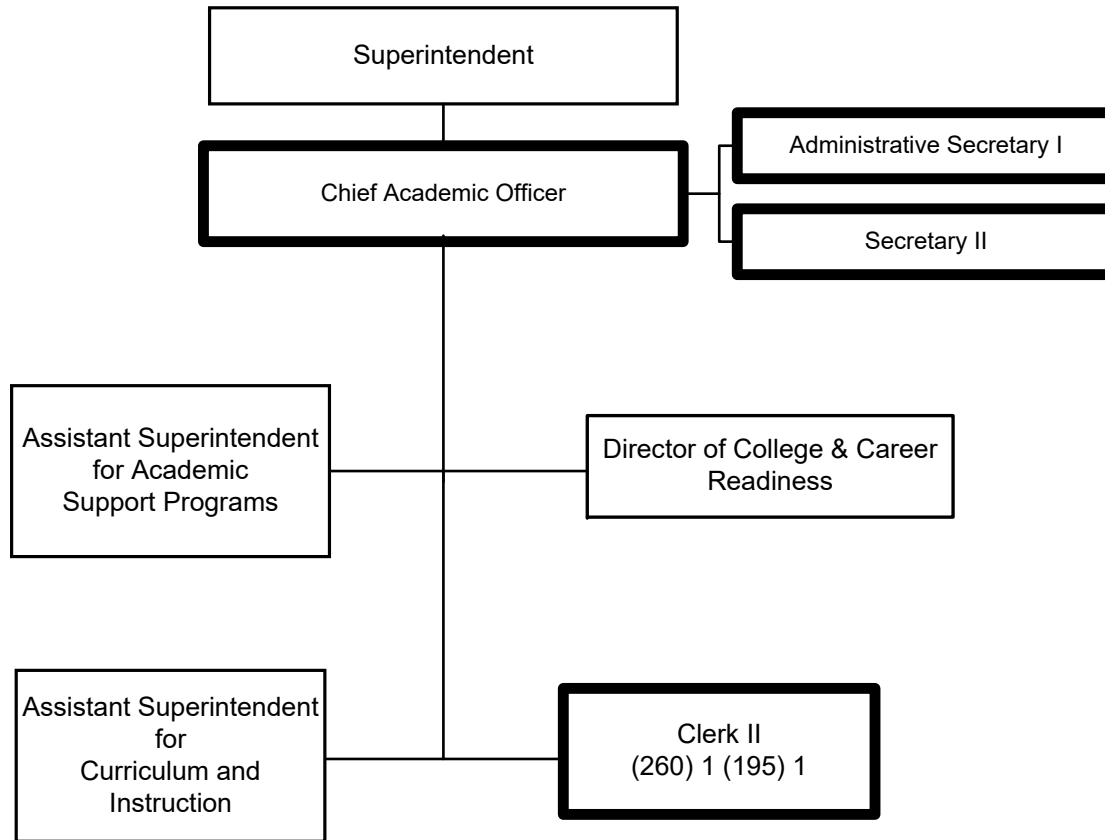 Superintendent
Chief Academic Officer
Administrative Secretary I
Secretary II
Assistant Superintendent
for Academic
Support Programs
Director of College & Career
Readiness
Assistant Superintendent
for
Curriculum and
Instruction
Clerk II
(260) 1 (195) 1